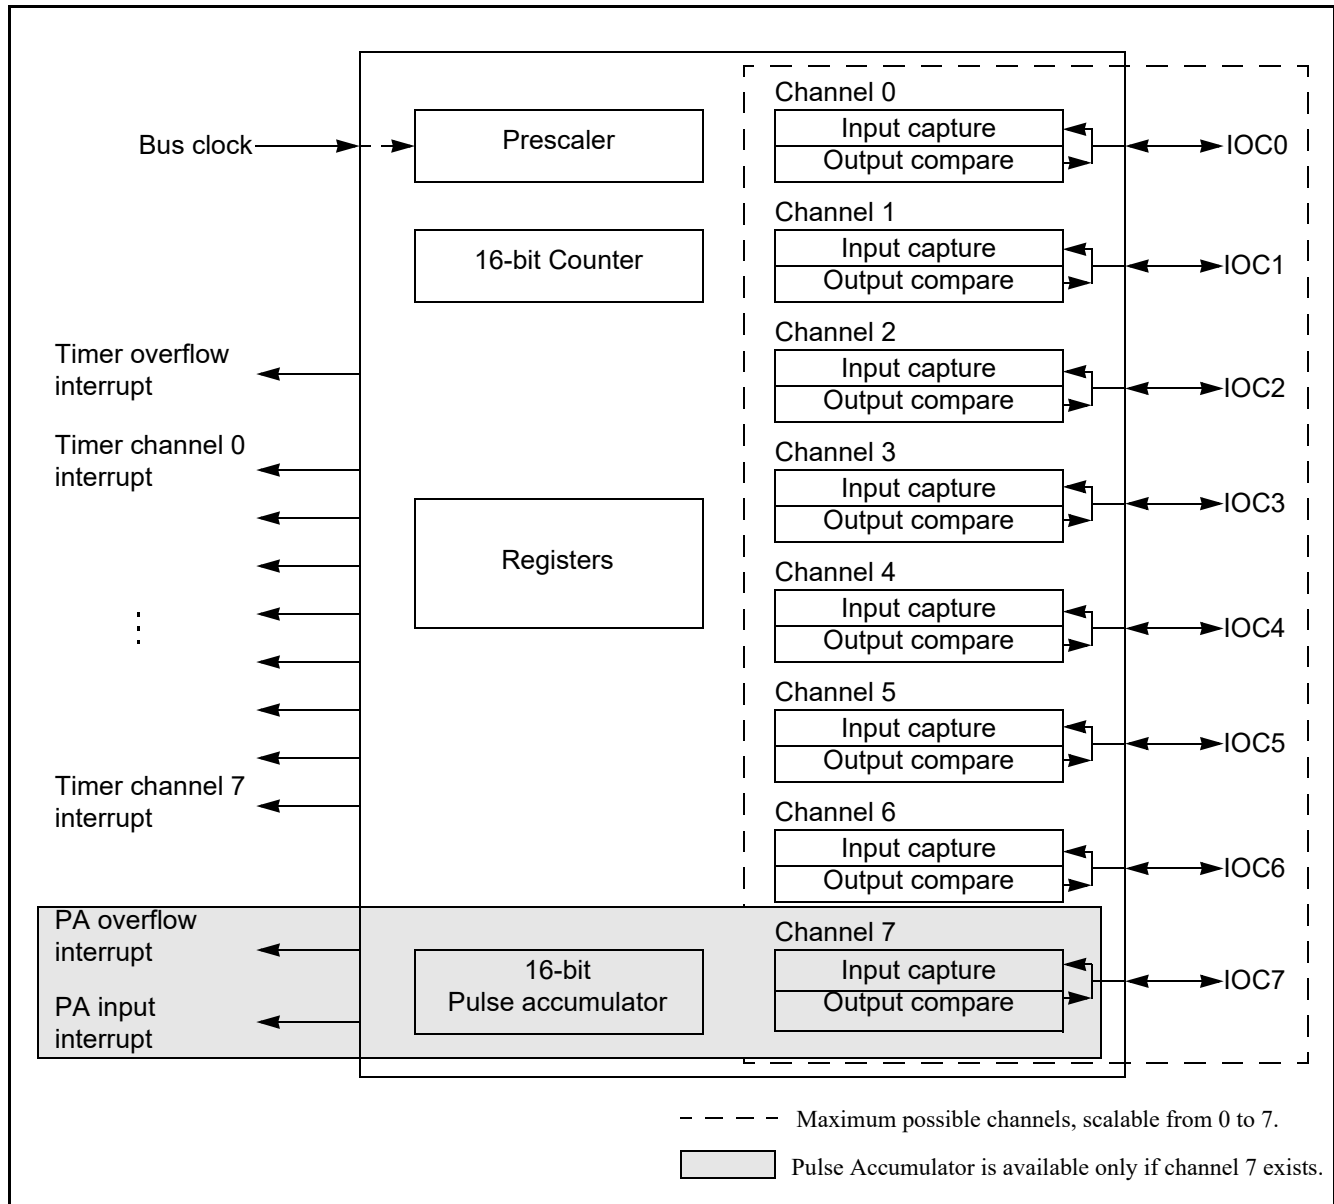 Channel 0
Bus clock
Prescaler
Input capture
Output compare
IOC0
Channel 1
16-bit Counter
Input capture
Output compare
IOC1
Channel 2
Timer overflow
interrupt
Input capture
Output compare
IOC2
Timer channel 0
interrupt
Channel 3
Input capture
Output compare
IOC3
Registers
Channel 4
Input capture
Output compare
IOC4
Channel 5
Input capture
Output compare
IOC5
Timer channel 7
interrupt
Channel 6
Input capture
Output compare
IOC6
PA overflow
interrupt
PA input
interrupt
16-bit
Pulse accumulator
Channel 7
Input capture
Output compare
IOC7
Maximum possible channels, scalable from 0 to 7.
Pulse Accumulator is available only if channel 7 exists.